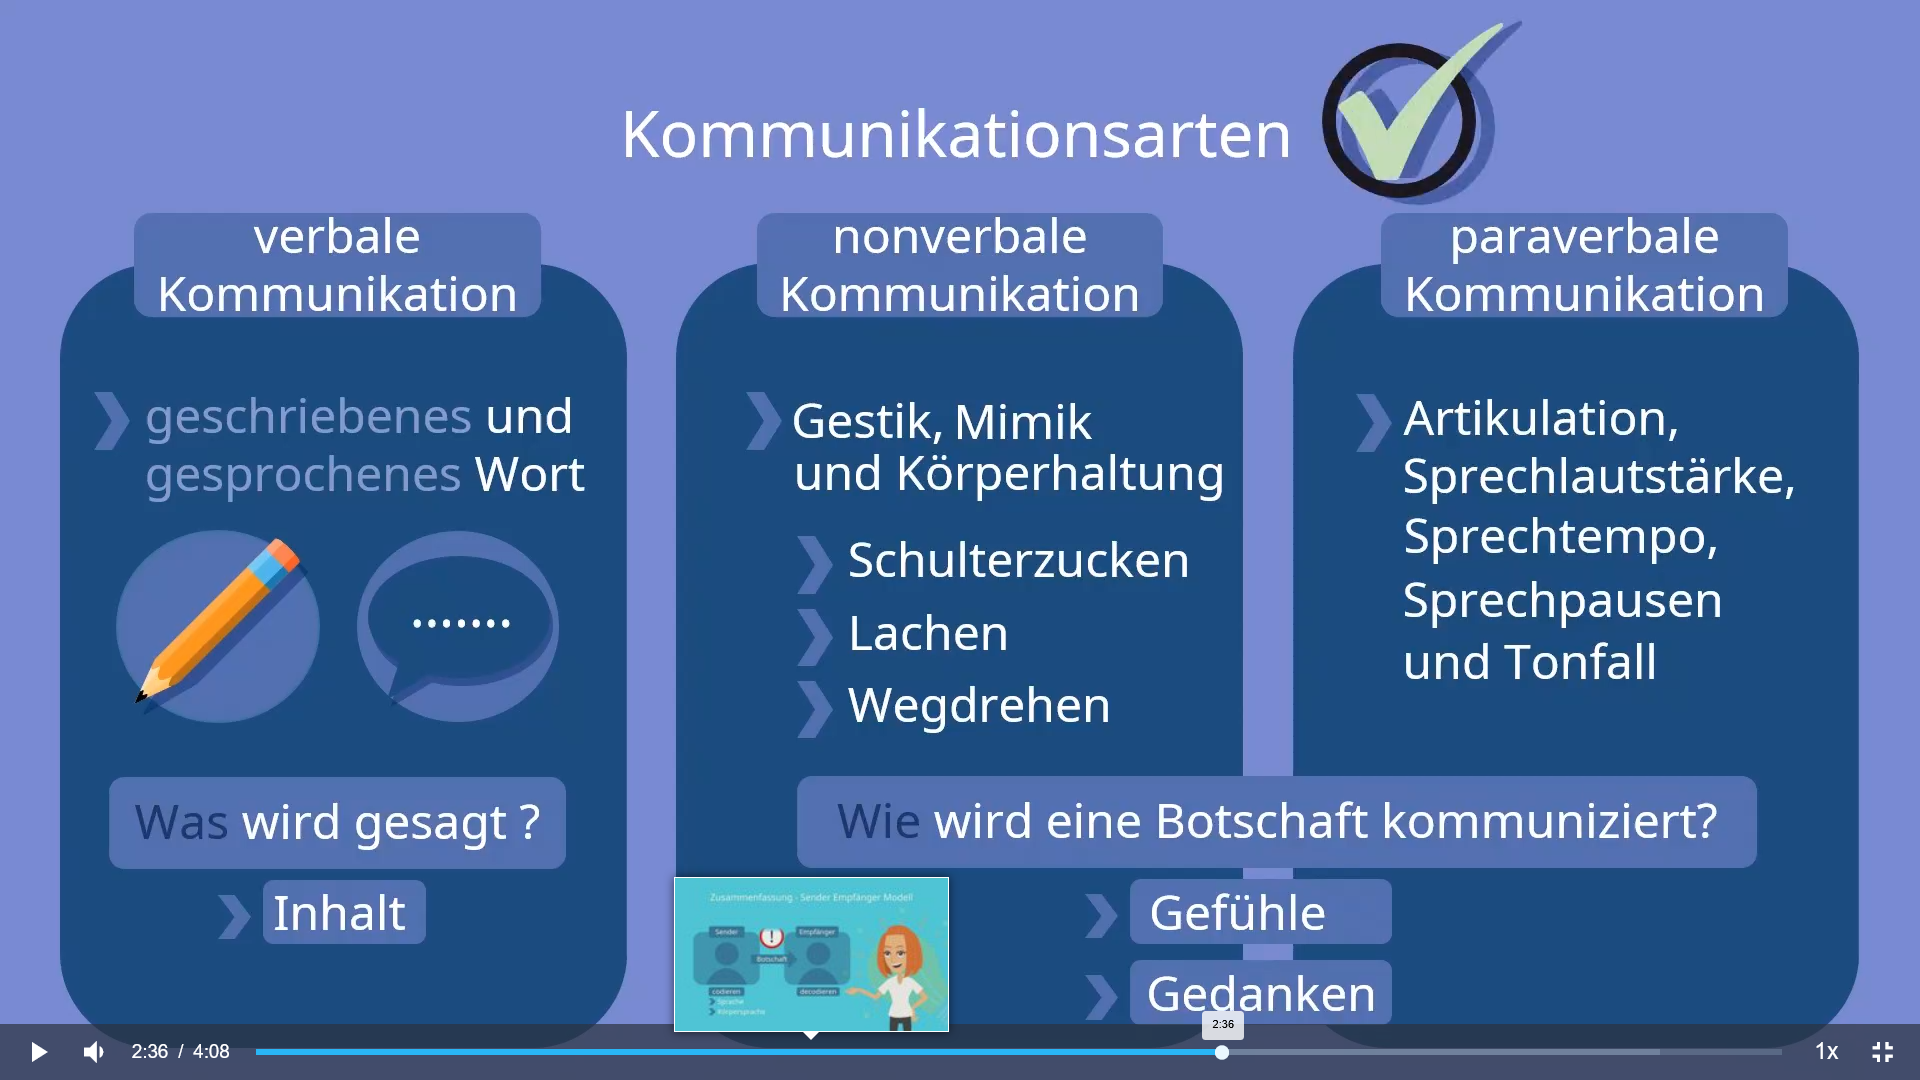 Kommunikationsarten
verbale
Kommunikation
geschriebenes und
gesprochenes Wort
Was wird gesagt ?
Inhalt
nonverbale
Kommunikation
Gestik, Mimik
und Körperhaltung
Schulterzucken
Lachen
Wegdrehen
paraverbale
Kommunikation
Artikulation,
Sprechlautstärke,
Sprechtempo,
Sprechpausen
und Tonfall
Wie wird eine Botschaft kommuniziert?
Gefühle
Gedanken
Zusammenfassung - Sender Empfänger Modell
Sender
Empfänger
Botschaft
codieren
decodieren
Sprache
Körpersprache
2:36
2:36 / 4:08
1x